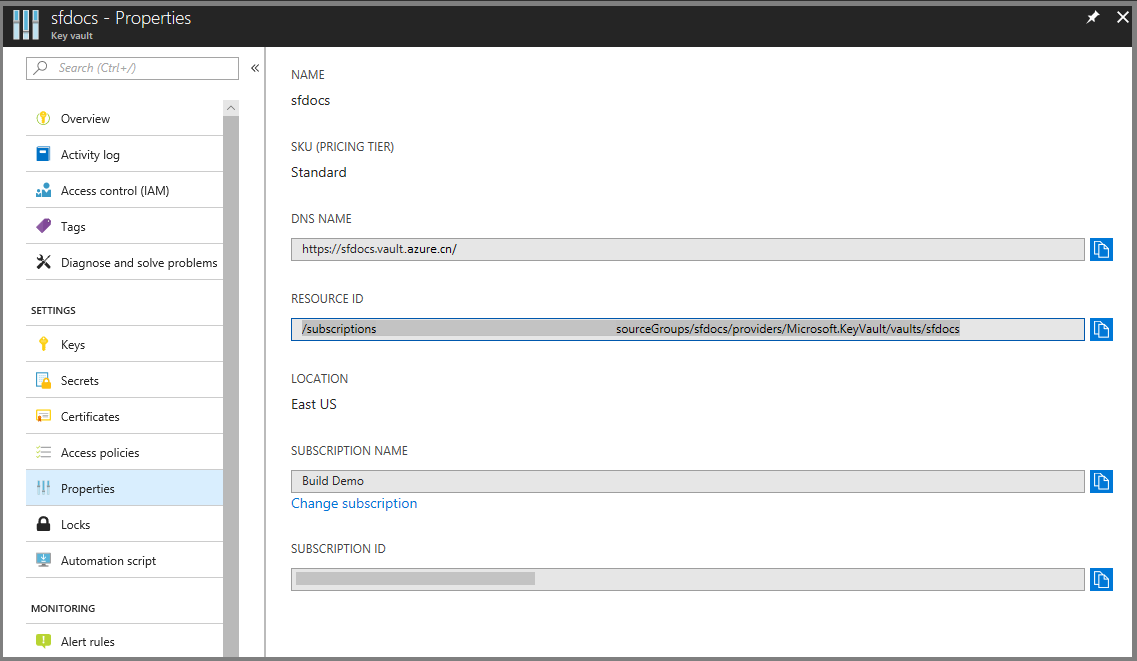 sfdocs - Properties
Key vault
Search (Ctrl+/)
Overview
Activity log
Access control (IAM)
Tags
Diagnose and solve problems
SETTINGS
Keys
Secrets
Certificates
Access policies
Properties
Locks
Automation script
MONITORING
Alert rules
NAME
sfdocs
SKU (PRICING TIER)
Standard
DNS NAME
https://sfdocs.vault.azure.cn/
RESOURCE ID
/subscriptions sourceGroups/sfdocs/providers/Microsoft.KeyVault/vaults/sfdocs
LOCATION
East US
SUBSCRIPTION NAME
Build Demo
Change subscription
SUBSCRIPTION ID